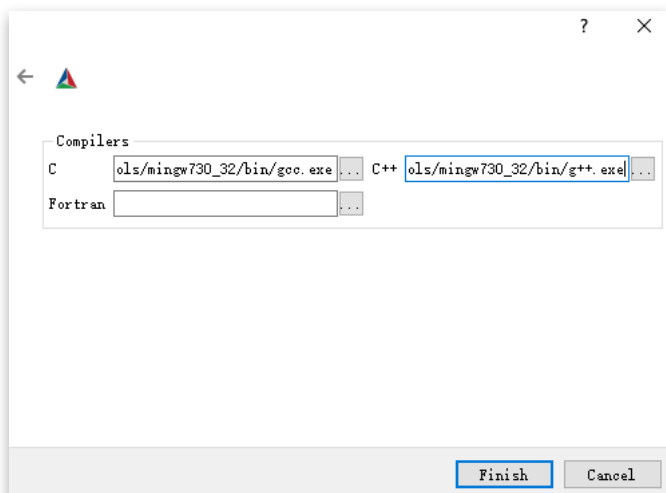 ?
Compilers
C ols/mingw730_32/bin/gcc.exe ... C++ ols/mingw730_32/bin/g++.exe ...
Fortran ...
Finish Cancel